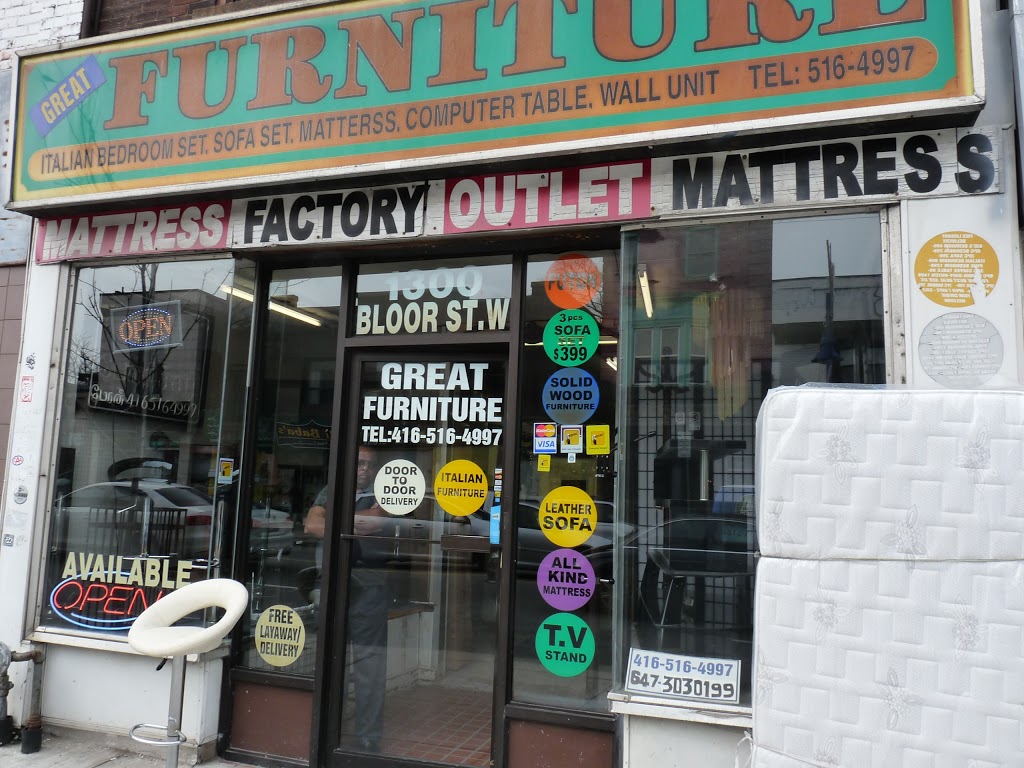 GREAT
FURNITURE
ITALIAN BEDROOM SET. SOFA SET. MATTERSS. COMPUTER TABLE. WALL UNIT TEL: 516-4997
MATTRESS FACTORY OUTLET MATTRESS
OPEN
1300
BLOOR ST.W
GREAT
FURNITURE
TEL:416-516-4997
DOOR
TO
DOOR
DELIVERY
ITALIAN
FURNITURE
FUTON
3 pcs
SOFA
SET
$399
SOLID
WOOD
FURNITURE
MasterCard
VISA
LEATHER
SOFA
ALL
KIND
MATTRESS
T.V
STAND
AVAILABLE
OPEN
FREE
LAYAWAY/
DELIVERY
416-516-4997
647-3030199